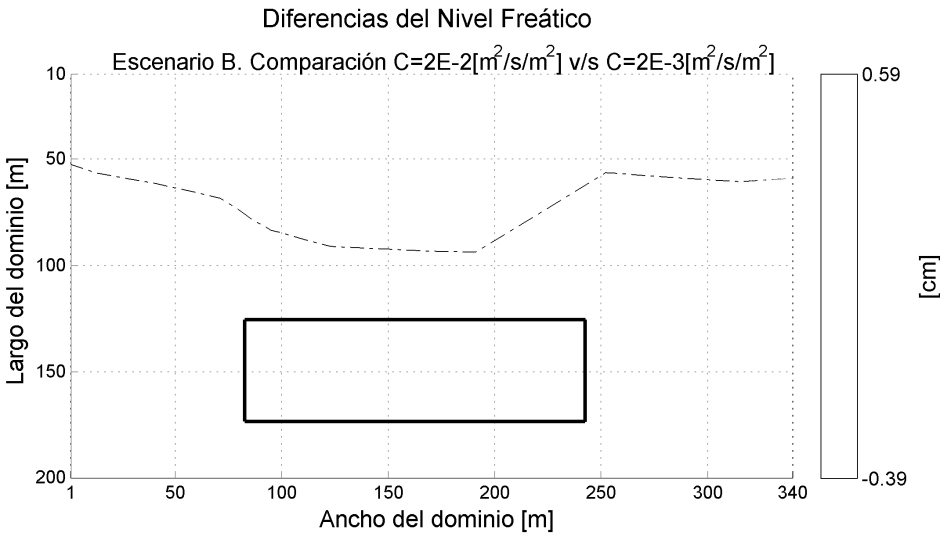 Diferencias del Nivel Freático
Escenario B. Comparación C=2E-2[m²/s/m²] v/s C=2E-3[m²/s/m²]
10
50
100
150
200
Largo del dominio [m]
1 50 100 150 200 250 300 340
Ancho del dominio [m]
0.59
-0.39
[cm]